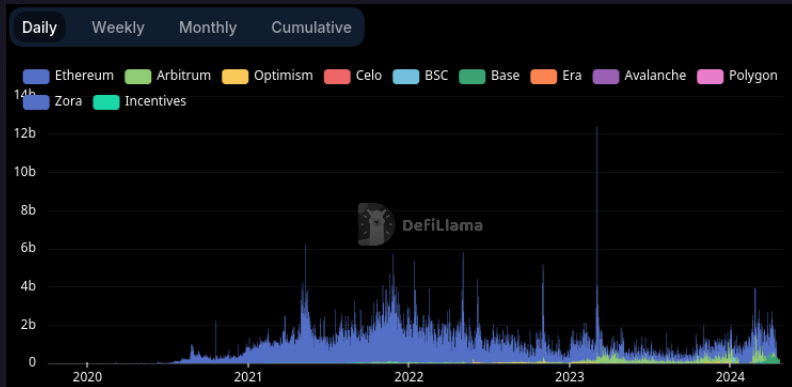 Daily Weekly Monthly Cumulative
Ethereum Arbitrum Optimism Celo BSC Base Era Avalanche Polygon
14b
Zora Incentives
12b
10b
8b
DefiLlama
6b
4b
2b
0
2020 2021 2022 2023 2024